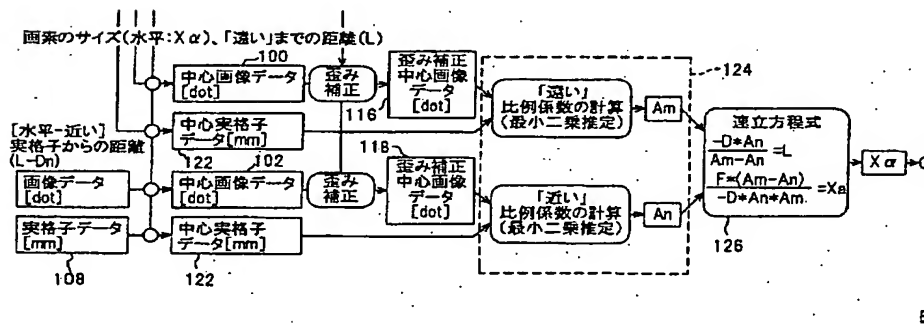 画素のサイズ(水平:Xα)、「遠い」までの距離(L)
100
中心画像データ
[dot]
歪み
補正
116
歪み補正
中心画像
データ
[dot]
124
「遠い」
比例係数の計算
(最小二乗推定)
Am
[水平-近い]
実格子からの距離
(L-Dn)
122
中心実格子
データ[mm]
102
118
画像データ
[dot]
中心画像データ
[dot]
歪み
補正
歪み補正
中心画像
データ
[dot]
「近い」
比例係数の計算
(最小二乗推定)
An
連立方程式
-D*An
Am-An
=L
F*(Am-An)
-D*An*Am
=Xa
126
Xα
実格子データ
[mm]
108
中心実格子
データ[mm]
122